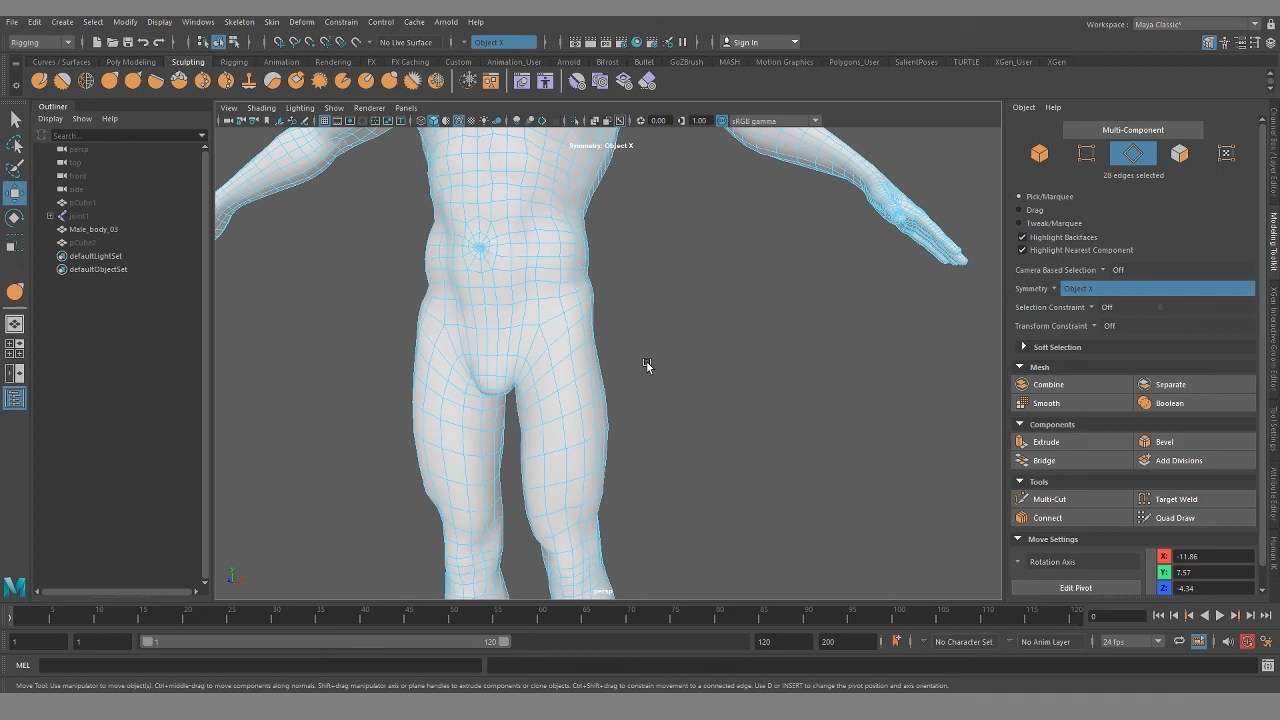 File Edit Create Select Modify Display Windows Skeleton Skin Deform Constrain Control Cache Arnold Help
Workspace : Maya Classic*
Rigging
No Live Surface
Object X
Sign In
Curves / Surfaces Poly Modeling Sculpting Rigging Animation Rendering FX FX Caching Custom Animation_User Arnold Bifrost Bullet GoZBrush MASH Motion Graphics Polygons_User SalientPoses TURTLE XGen_User XGen
Outliner
Display Show Help
Search...
persp
top
front
side
pCube1
joint1
Male_body_03
pCube2
defaultLightSet
defaultObjectSet
View Shading Lighting Show Renderer Panels
0.00 1.00 sRGB gamma
Symmetry: Object X
persp
Object Help
Multi-Component
28 edges selected
Pick/Marquee
Drag
Tweak/Marquee
Highlight Backfaces
Highlight Nearest Component
Camera Based Selection Off
Symmetry Object X
Selection Constraint Off
Transform Constraint Off
Soft Selection
Mesh
Combine Separate
Smooth Boolean
Components
Extrude Bevel
Bridge Add Divisions
Tools
Multi-Cut Target Weld
Connect Quad Draw
Move Settings
Rotation Axis
X: -11.86
Y: 7.57
Z: -4.34
Edit Pivot
Modeling Toolkit
Tool Settings
Attribute Editor
Human IK
5 10 15 20 25 30 35 40 45 50 55 60 65 70 75 80 85 90 95 100 105 110 115 120
0
1 1 1 120 120 200 No Character Set No Anim Layer 24 fps
MEL
Move Tool: Use manipulator to move object(s). Ctrl+middle-drag to move components along normals. Shift+drag manipulator axis or plane handles to extrude components or clone objects. Ctrl+Shift+drag to constrain movement to a connected edge. Use D or INSERT to change the pivot position and axis orientation.